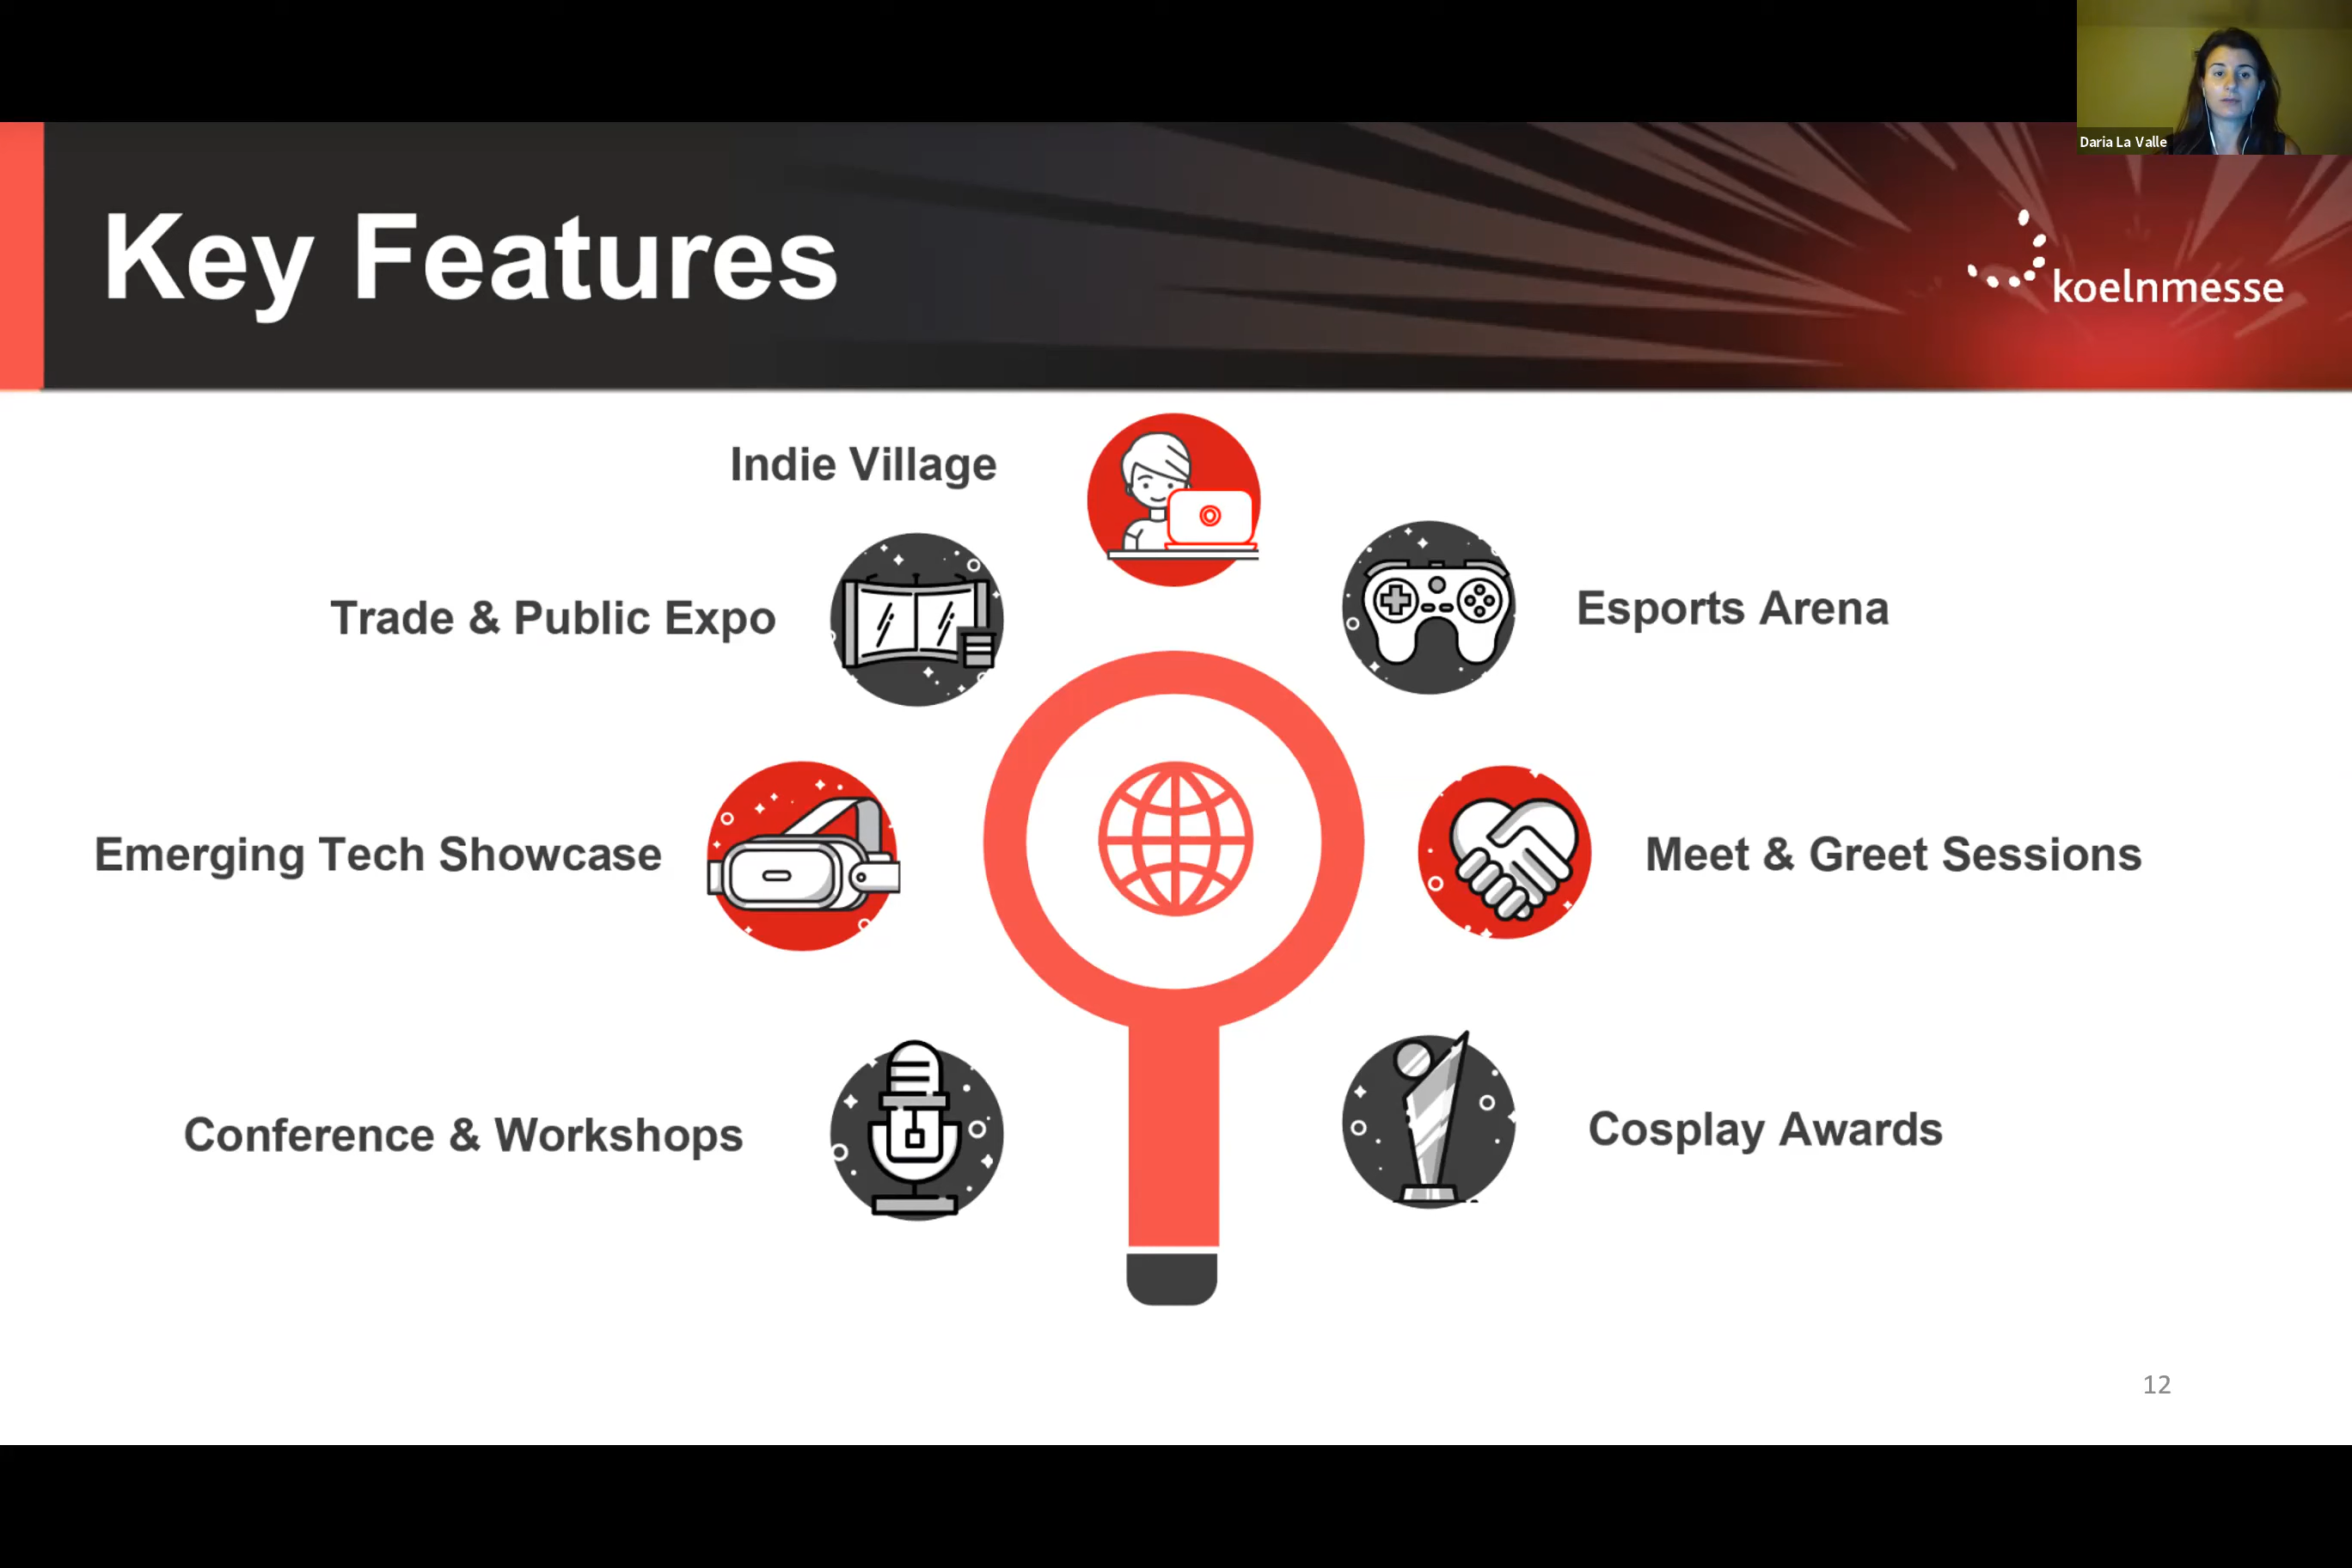 Daria La Valle
Key Features
koelnmesse
Indie Village
Trade & Public Expo
Esports Arena
Emerging Tech Showcase
Meet & Greet Sessions
Conference & Workshops
Cosplay Awards
12